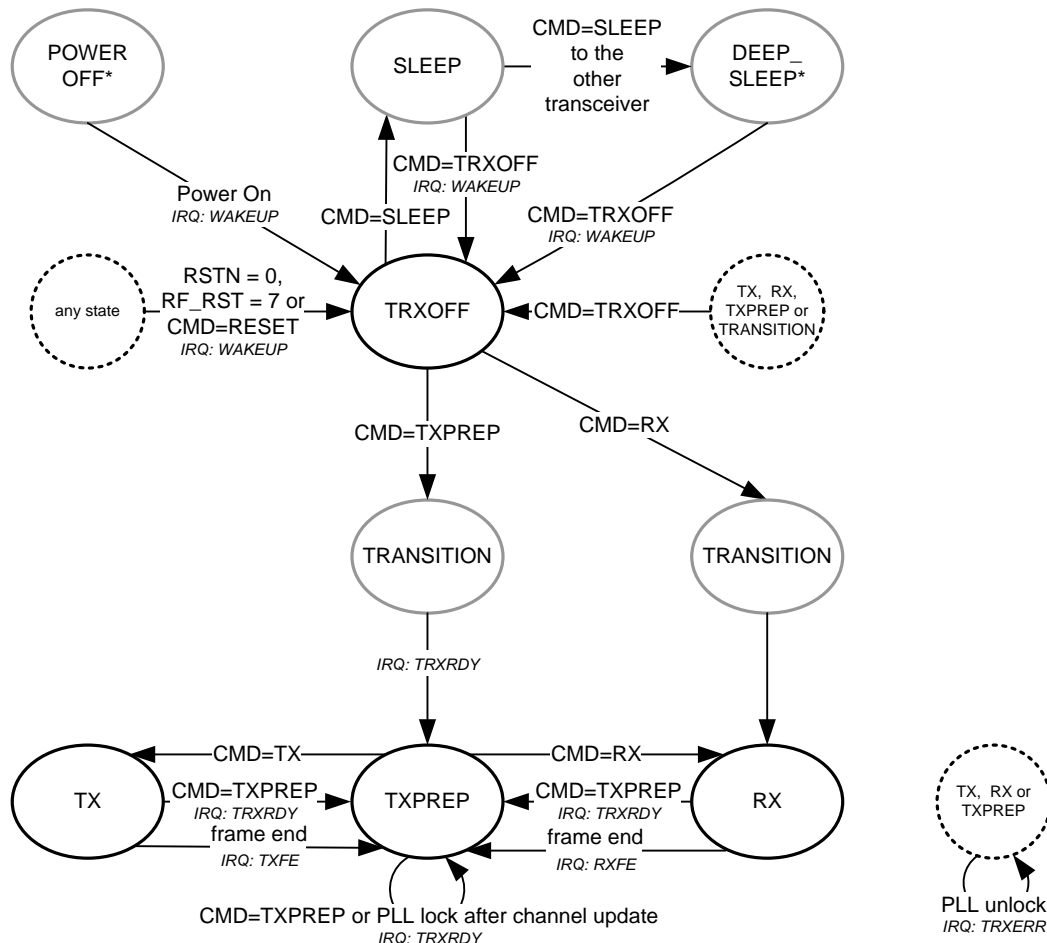 POWER
OFF*
SLEEP
CMD=SLEEP
to the
other
transceiver
DEEP_
SLEEP*
Power On
IRQ: WAKEUP
CMD=SLEEP
CMD=TRXOFF
IRQ: WAKEUP
CMD=TRXOFF
IRQ: WAKEUP
any state
RSTN = 0,
RF_RST = 7 or
CMD=RESET
IRQ: WAKEUP
TRXOFF
CMD=TRXOFF
TX, RX,
TXPREP or
TRANSITION
CMD=TXPREP
CMD=RX
TRANSITION
TRANSITION
IRQ: TRXRDY
TX
CMD=TX
CMD=TXPREP
IRQ: TRXRDY
frame end
IRQ: TXFE
TXPREP
CMD=RX
CMD=TXPREP
IRQ: TRXRDY
frame end
IRQ: RXFE
RX
TX, RX or
TXPREP
CMD=TXPREP or PLL lock after channel update
IRQ: TRXRDY
PLL unlock
IRQ: TRXERR